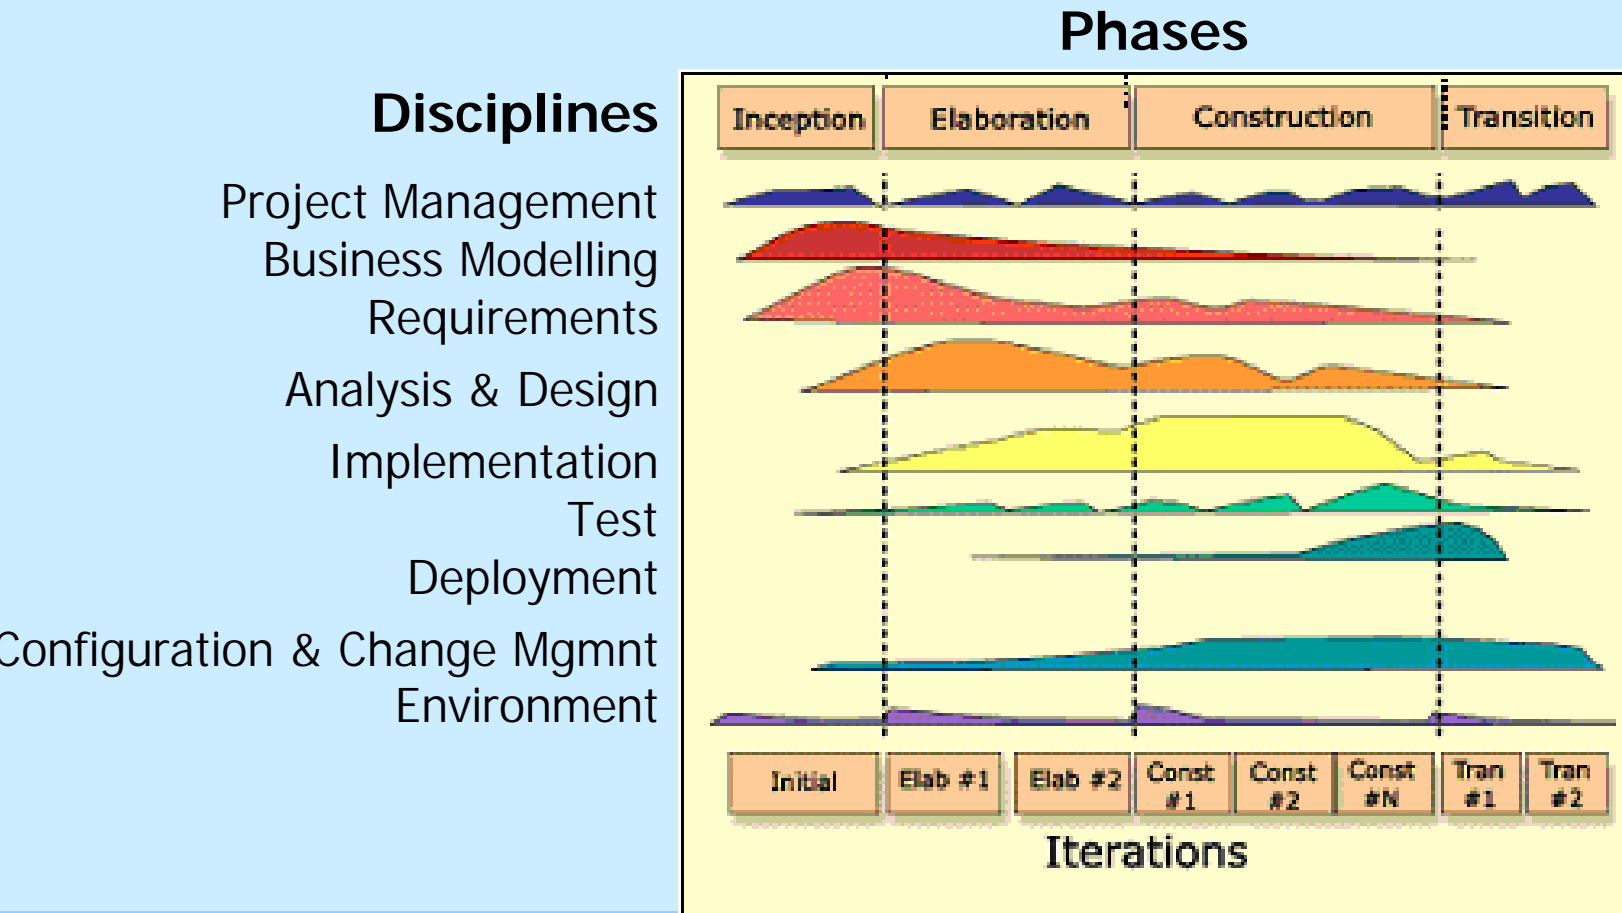 Phases
Disciplines
Inception Elaboration Construction Transition
Project Management
Business Modelling
Requirements
Analysis & Design
Implementation
Test
Deployment
Configuration & Change Mgmnt
Environment
Initial Elab #1 Elab #2 Const #1 Const #2 Const #N Tran #1 Tran #2
Iterations